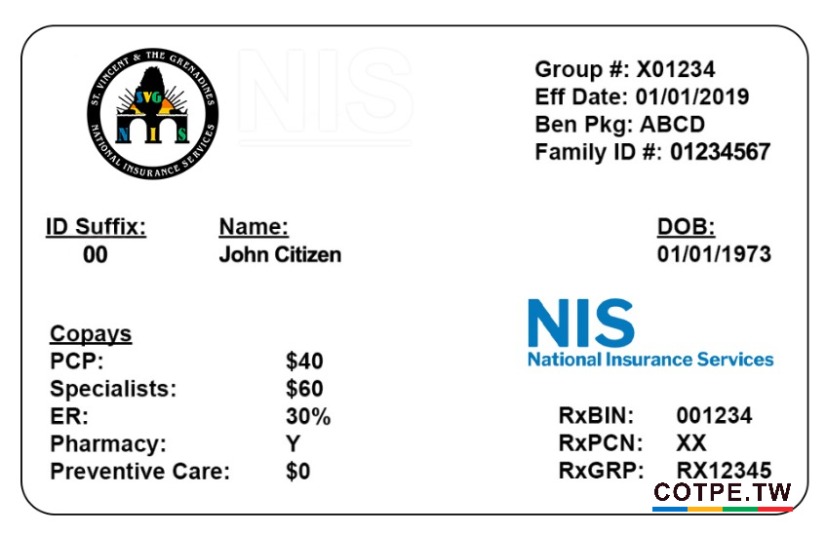 ST. VINCENT & THE GRENADINES
SVG
NIS
NATIONAL INSURANCE SERVICES
NIS
Group #: X01234
Eff Date: 01/01/2019
Ben Pkg: ABCD
Family ID #: 01234567
ID Suffix: Name: DOB:
00 John Citizen 01/01/1973
Copays
PCP: $40
Specialists: $60
ER: 30%
Pharmacy: Y
Preventive Care: $0
NIS
National Insurance Services
RxBIN: 001234
RxPCN: XX
RxGRP: RX12345
COTPE.TW